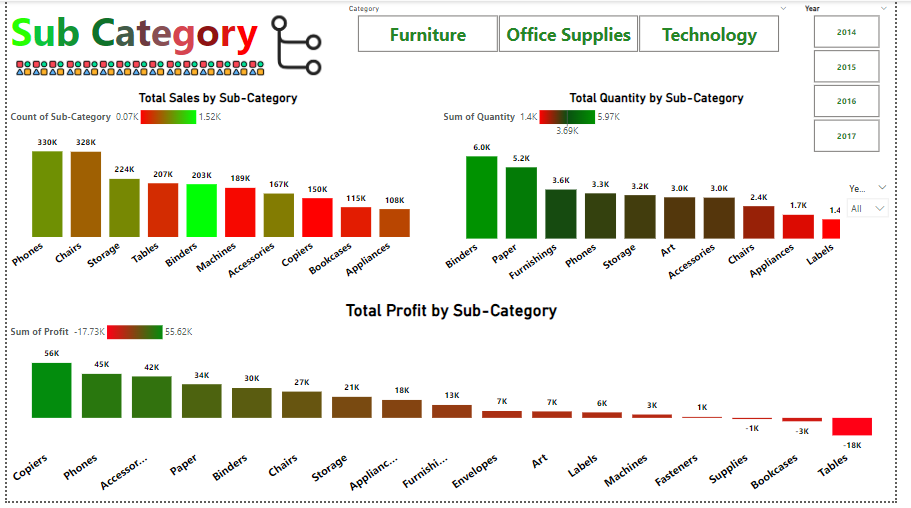 Category
Year
Sub Category
Furniture
Office Supplies
Technology
2014
2015
2016
2017
Ye...
All
Total Sales by Sub-Category
Count of Sub-Category 0.07K 1.52K
330K 328K 224K 207K 203K 189K 167K 150K 115K 108K
Phones Chairs Storage Tables Binders Machines Accessories Copiers Bookcases Appliances
Total Quantity by Sub-Category
Sum of Quantity 1.4K 5.97K
3.69K
6.0K 5.2K 3.6K 3.3K 3.2K 3.0K 3.0K 2.4K 1.7K 1.4
Binders Paper Furnishings Phones Storage Art Accessories Chairs Appliances Labels
Total Profit by Sub-Category
Sum of Profit -17.73K 55.62K
56K 45K 42K 34K 30K 27K 21K 18K 13K 7K 7K 6K 3K 1K -1K -3K -18K
Copiers Phones Accessor... Paper Binders Chairs Storage Applianc... Furnishi... Envelopes Art Labels Machines Fasteners Supplies Bookcases Tables